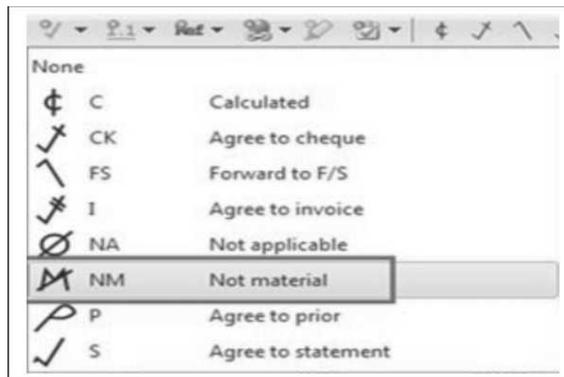 None
¢ C Calculated
CK Agree to cheque
FS Forward to F/S
I Agree to invoice
NA Not applicable
NM Not material
P Agree to prior
S Agree to statement